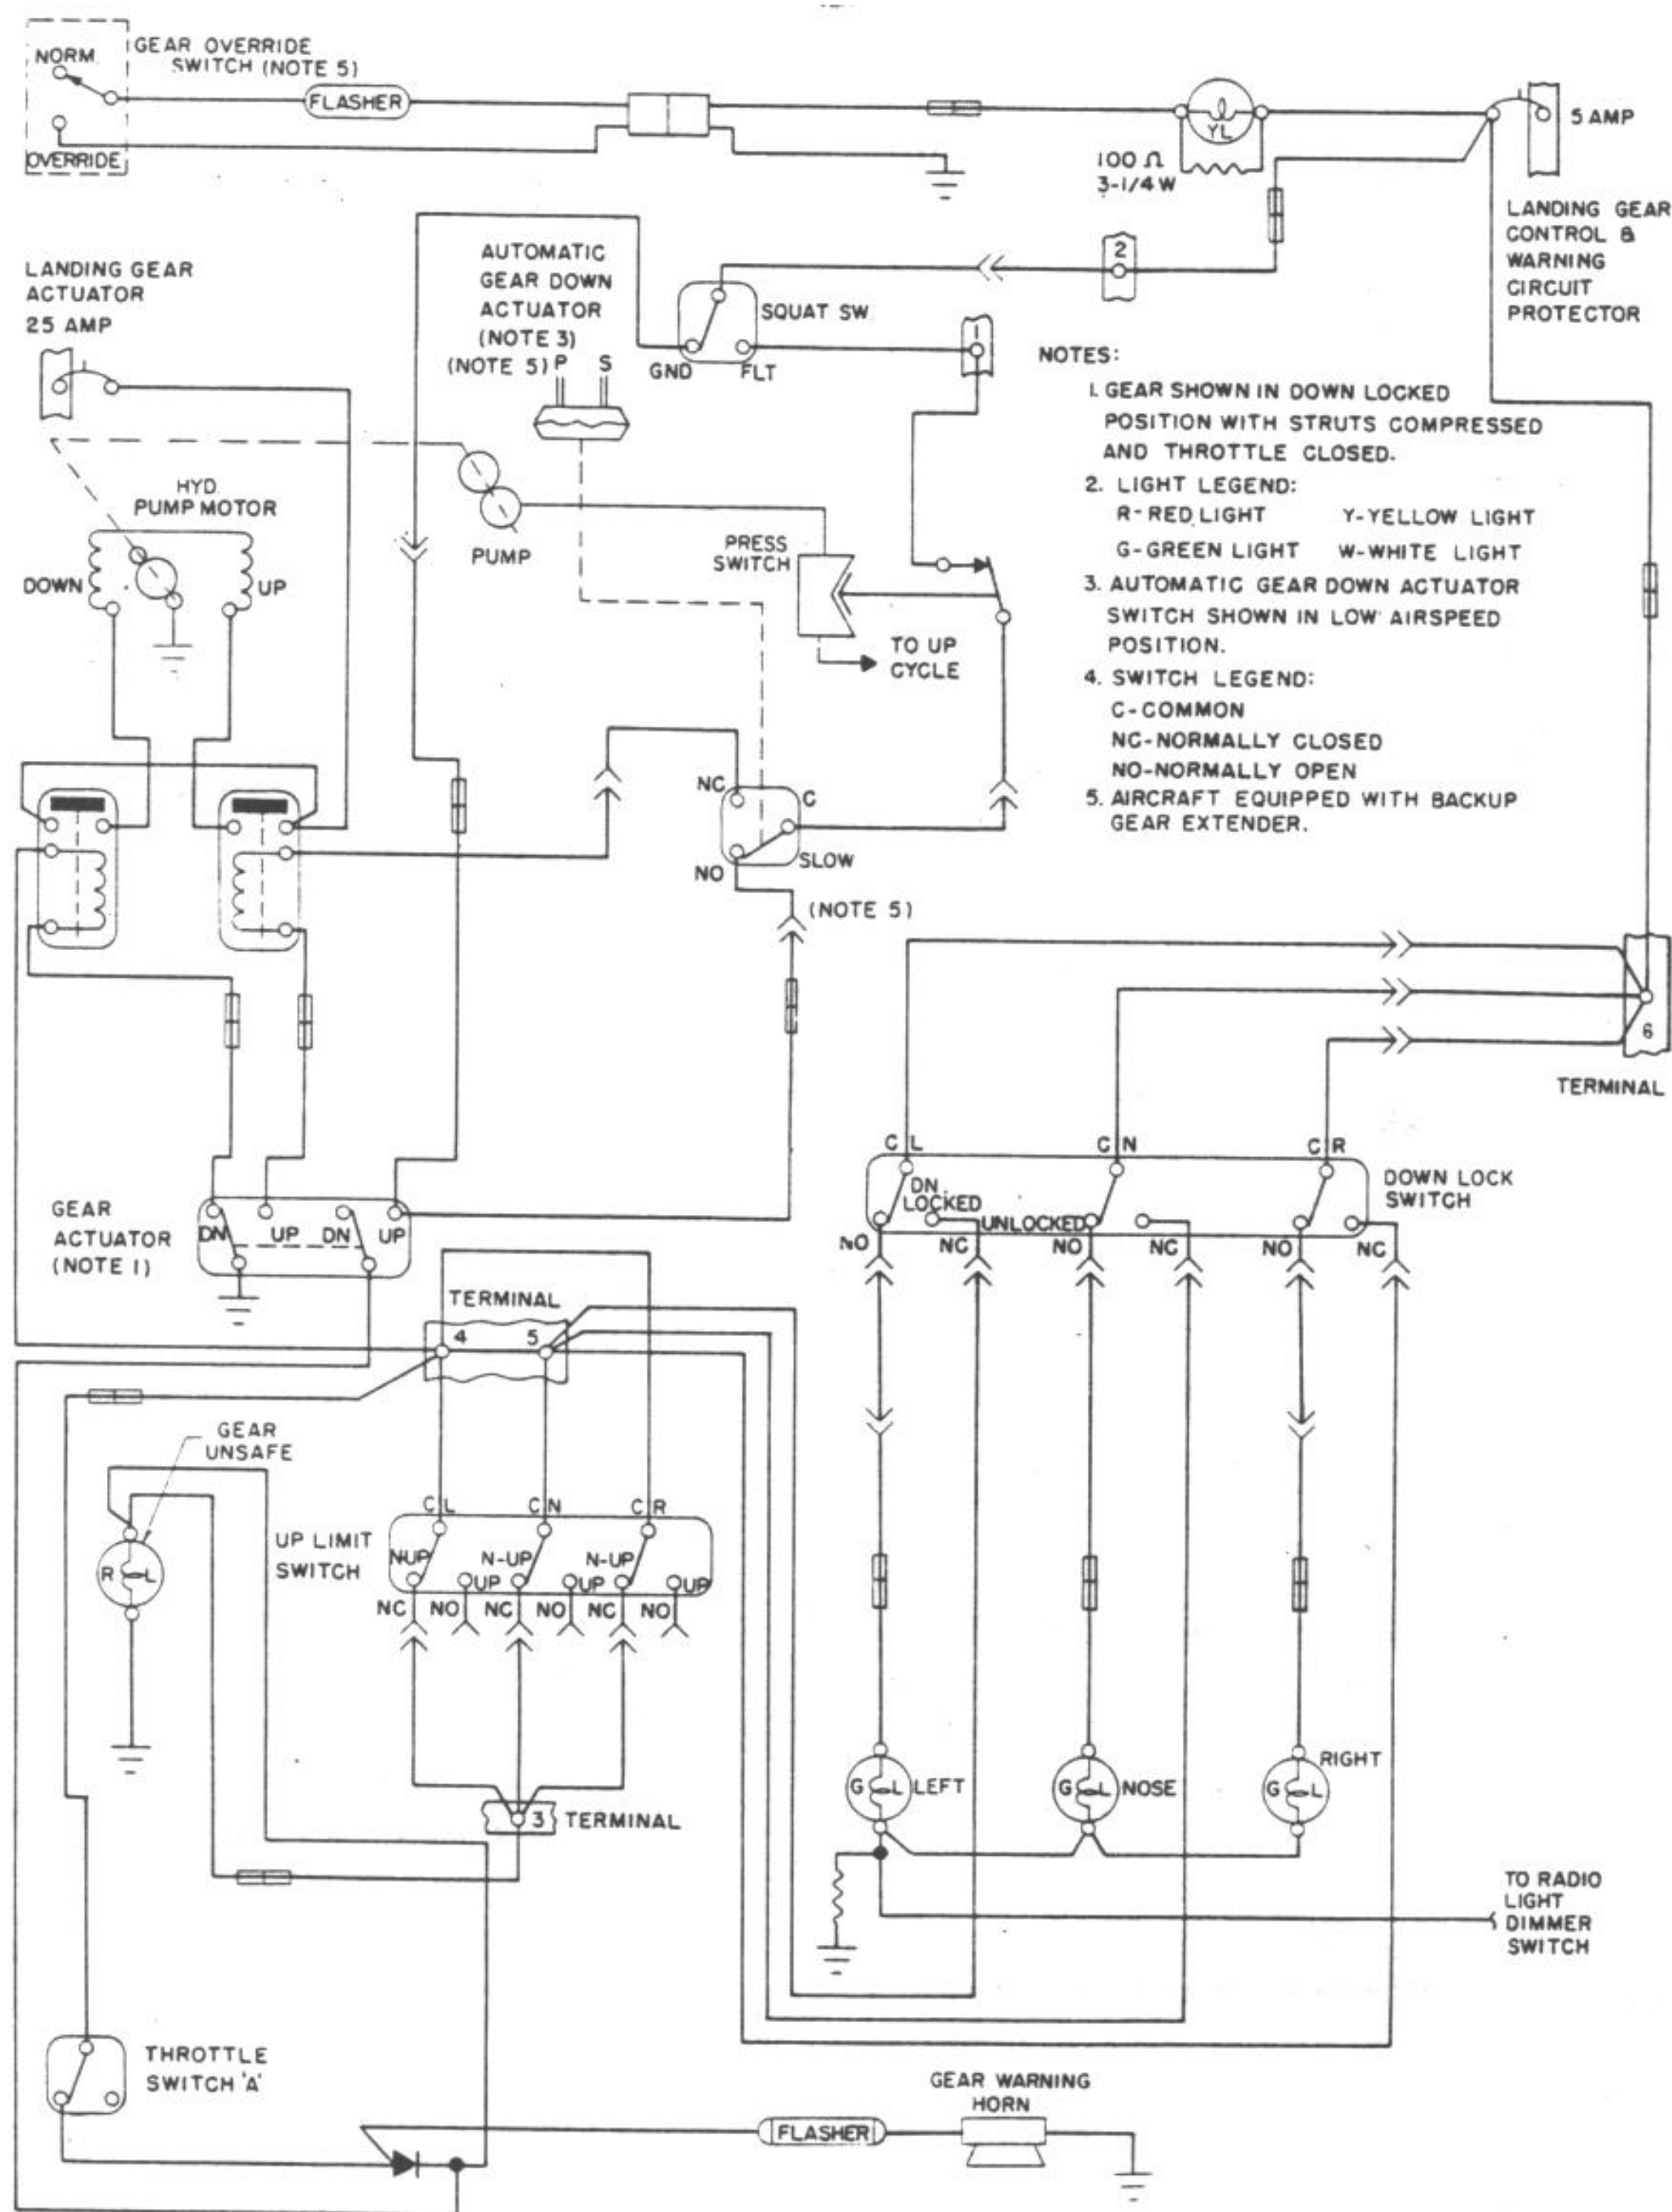 NORM.
GEAR OVERRIDE
SWITCH (NOTE 5)
FLASHER
OVERRIDE
YL
100 Ω
3-1/4 W
5 AMP
LANDING GEAR
CONTROL &
WARNING
CIRCUIT
PROTECTOR
LANDING GEAR
ACTUATOR
25 AMP
AUTOMATIC
GEAR DOWN
ACTUATOR
(NOTE 3)
(NOTE 5) P S
2
SQUAT SW.
GND FLT
1
NOTES:
1. GEAR SHOWN IN DOWN LOCKED
POSITION WITH STRUTS COMPRESSED
AND THROTTLE CLOSED.
2. LIGHT LEGEND:
R-RED LIGHT Y-YELLOW LIGHT
G-GREEN LIGHT W-WHITE LIGHT
3. AUTOMATIC GEAR DOWN ACTUATOR
SWITCH SHOWN IN LOW AIRSPEED
POSITION.
4. SWITCH LEGEND:
C-COMMON
NC-NORMALLY CLOSED
NO-NORMALLY OPEN
5. AIRCRAFT EQUIPPED WITH BACKUP
GEAR EXTENDER.
HYD.
PUMP MOTOR
DOWN UP
PUMP
PRESS
SWITCH
TO UP
CYCLE
NC C
NO SLOW
(NOTE 5)
6
TERMINAL
GEAR
ACTUATOR
(NOTE 1)
DN UP DN UP
C L C N C R
DN
LOCKED
UNLOCKED
DOWN LOCK
SWITCH
NO NC NO NC NO NC
TERMINAL
4 5
GEAR
UNSAFE
R L
UP LIMIT
SWITCH
C L C N C R
N-UP UP N-UP UP N-UP UP
NC NO NC NO NC NO
3 TERMINAL
G L LEFT
G L NOSE
G L RIGHT
TO RADIO
LIGHT
DIMMER
SWITCH
THROTTLE
SWITCH 'A'
GEAR WARNING
HORN
FLASHER